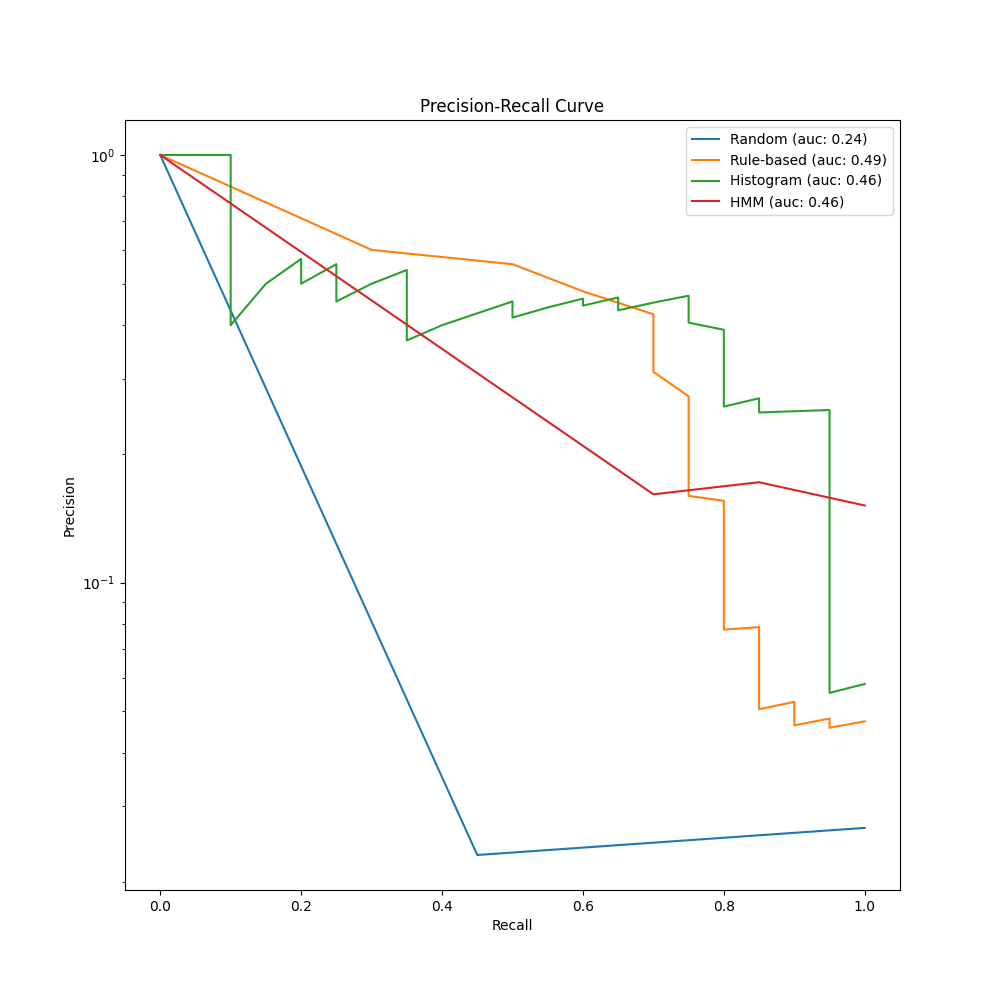 Precision-Recall Curve
Random (auc: 0.24)
Rule-based (auc: 0.49)
Histogram (auc: 0.46)
HMM (auc: 0.46)
10⁰
10⁻¹
Precision
0.0 0.2 0.4 0.6 0.8 1.0
Recall